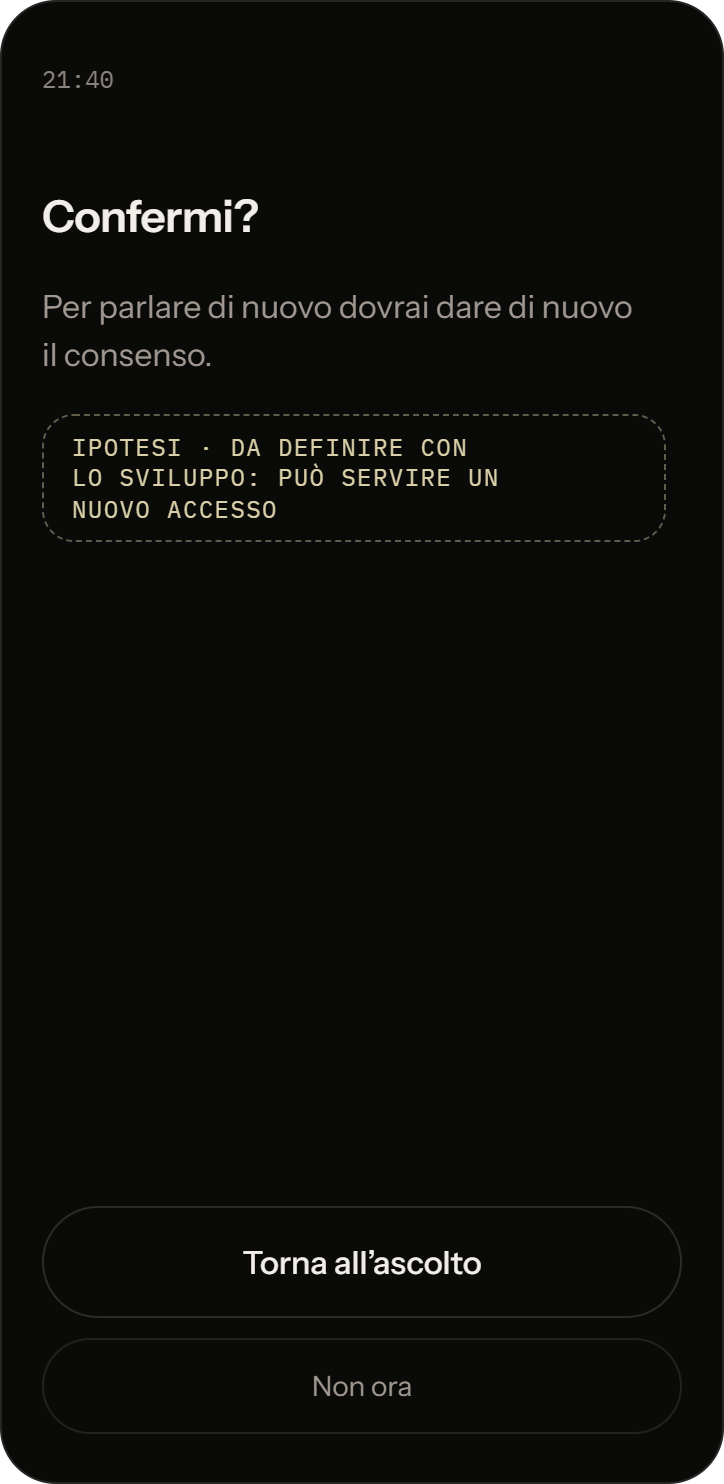 21:40
Confermi?
Per parlare di nuovo dovrai dare di nuovo
il consenso.
IPOTESI · DA DEFINIRE CON
LO SVILUPPO: PUÒ SERVIRE UN
NUOVO ACCESSO
Torna all’ascolto
Non ora